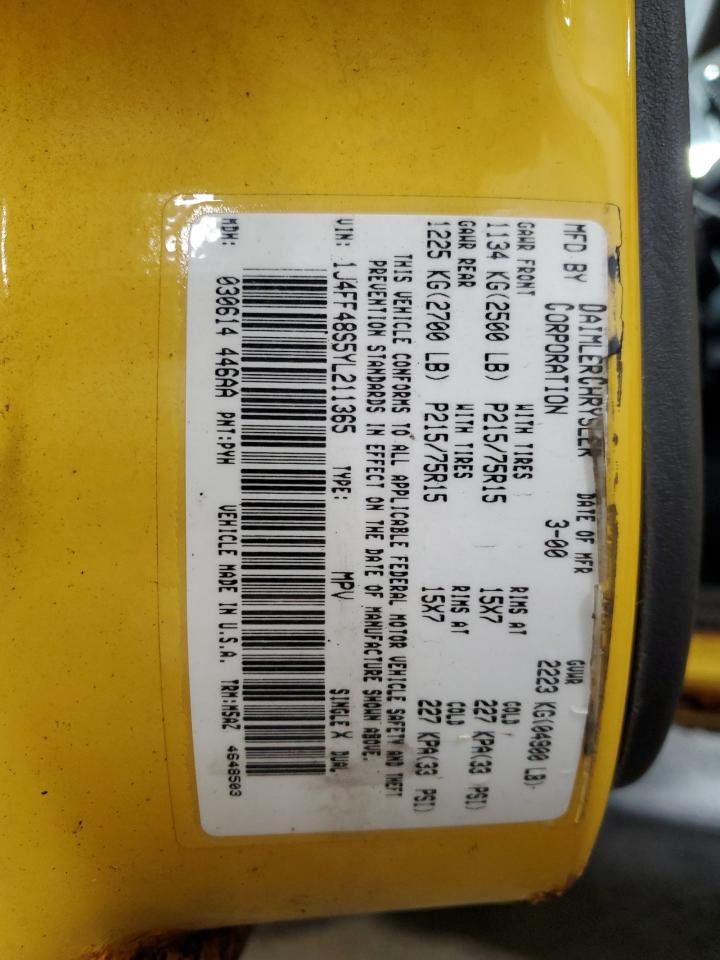 MFD BY DAIMLERCHRYSLER CORPORATION DATE OF MFR 3-00 GVWR 2223 KG(04900 LB)
GAWR FRONT WITH TIRES RIMS AT COLD
1134 KG(2500 LB) P215/75R15 15X7 227 KPA(33 PSI)
GAWR REAR WITH TIRES RIMS AT COLD
1225 KG(2700 LB) P215/75R15 15X7 227 KPA(33 PSI)
THIS VEHICLE CONFORMS TO ALL APPLICABLE FEDERAL MOTOR VEHICLE SAFETY AND THEFT
PREVENTION STANDARDS IN EFFECT ON THE DATE OF MANUFACTURE SHOWN ABOVE.
VIN: 1J4FF48S5YL211365 TYPE: MPV SINGLE X DUAL
MDH: 030614 446AA PNT:PYH VEHICLE MADE IN U.S.A. TRM:MSAZ 4648503